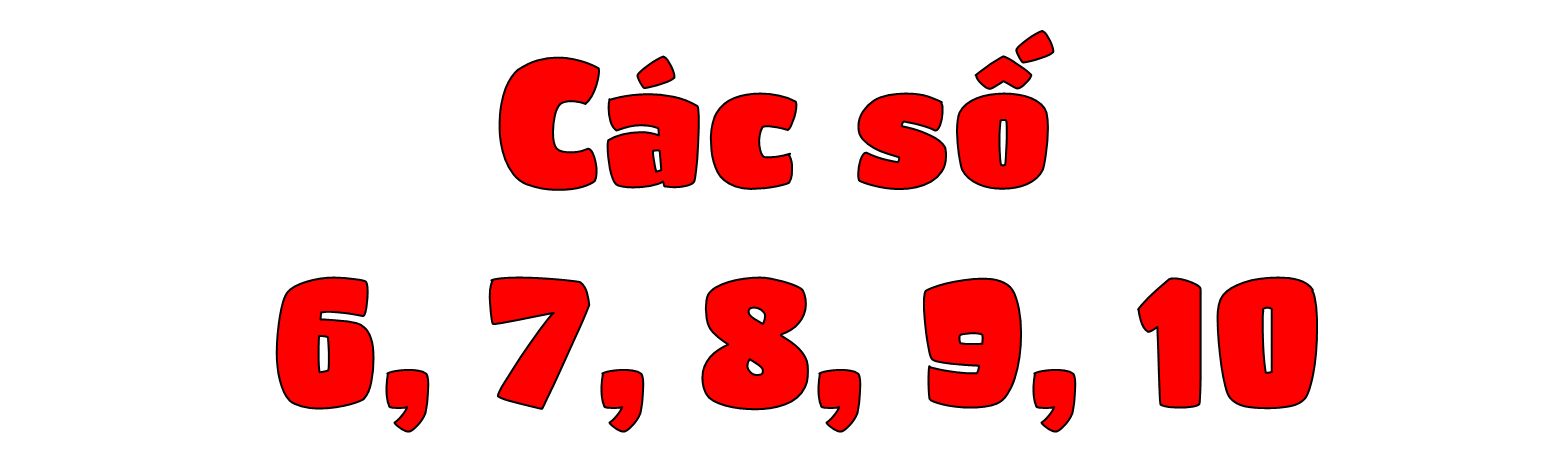 Các số
6, 7, 8, 9, 10